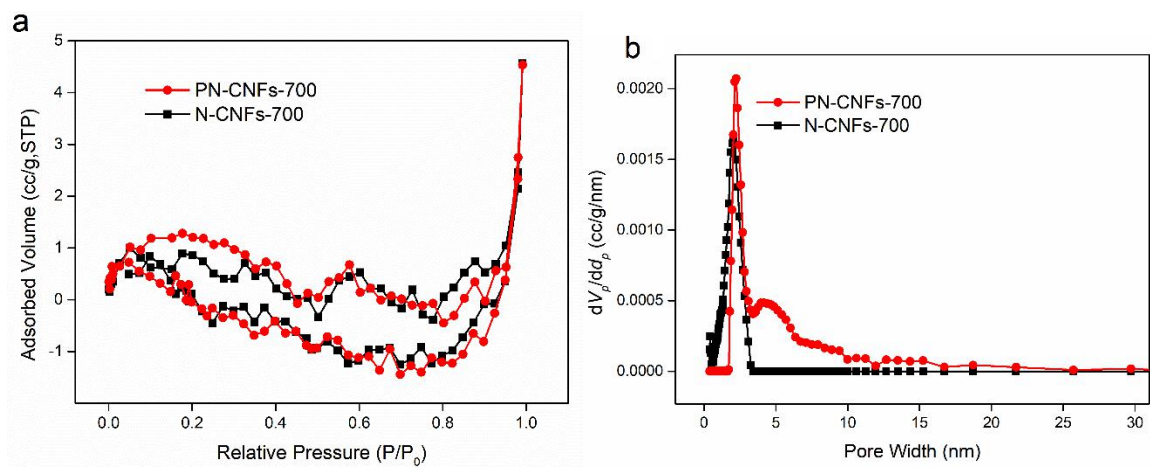 a
5
4
3
2
1
0
-1
PN-CNFs-700
N-CNFs-700
Adsorbed Volume (cc/g,STP)
0.0 0.2 0.4 0.6 0.8 1.0
Relative Pressure (P/P₀)
b
0.0020
0.0015
0.0010
0.0005
0.0000
PN-CNFs-700
N-CNFs-700
dVₚ/ddₚ (cc/g/nm)
0 5 10 15 20 25 30
Pore Width (nm)